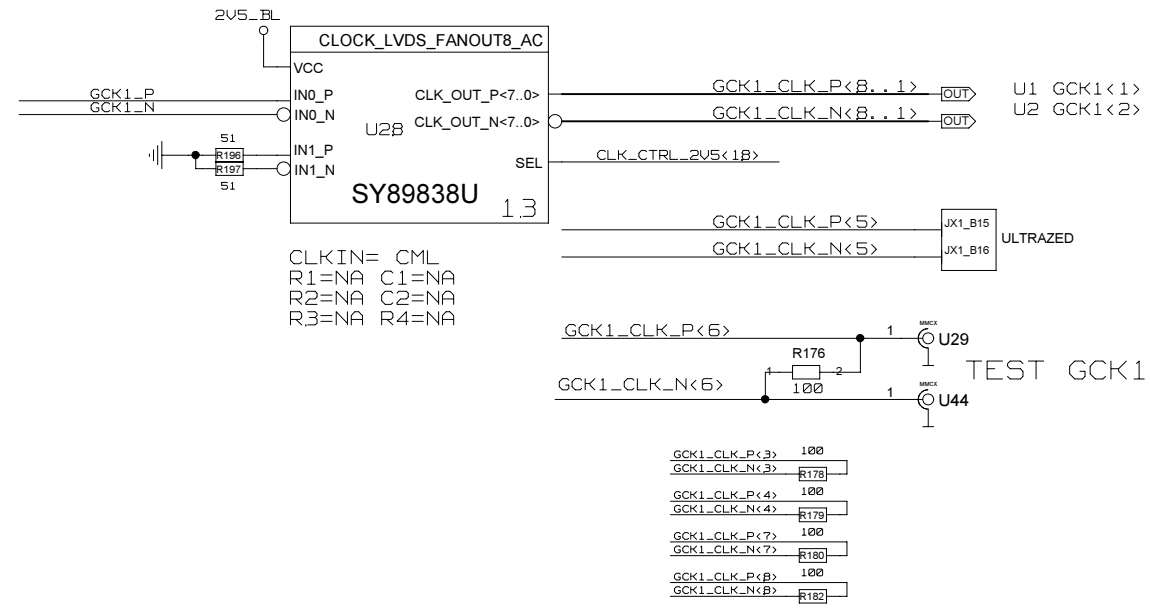 2V5_BL
CLOCK_LVDS_FANOUT8_AC
VCC
GCK1_P
IN0_P
CLK_OUT_P<7..0>
GCK1_CLK_P<8..1>
OUT
U1 GCK1<1>
GCK1_N
IN0_N
CLK_OUT_N<7..0>
GCK1_CLK_N<8..1>
OUT
U2 GCK1<2>
U28
51
R196
IN1_P
R197
IN1_N
51
SEL
CLK_CTRL_2V5<18>
SY89838U
1.3
GCK1_CLK_P<5>
JX1_B15
ULTRAZED
GCK1_CLK_N<5>
JX1_B16
CLKIN= CML
R1=NA C1=NA
R2=NA C2=NA
R3=NA R4=NA
GCK1_CLK_P<6>
1
MMCX
U29
R176
1
2
100
TEST GCK1
GCK1_CLK_N<6>
1
MMCX
U44
GCK1_CLK_P<3> 100
GCK1_CLK_N<3> R178
GCK1_CLK_P<4> 100
GCK1_CLK_N<4> R179
GCK1_CLK_P<7> 100
GCK1_CLK_N<7> R180
GCK1_CLK_P<8> 100
GCK1_CLK_N<8> R182